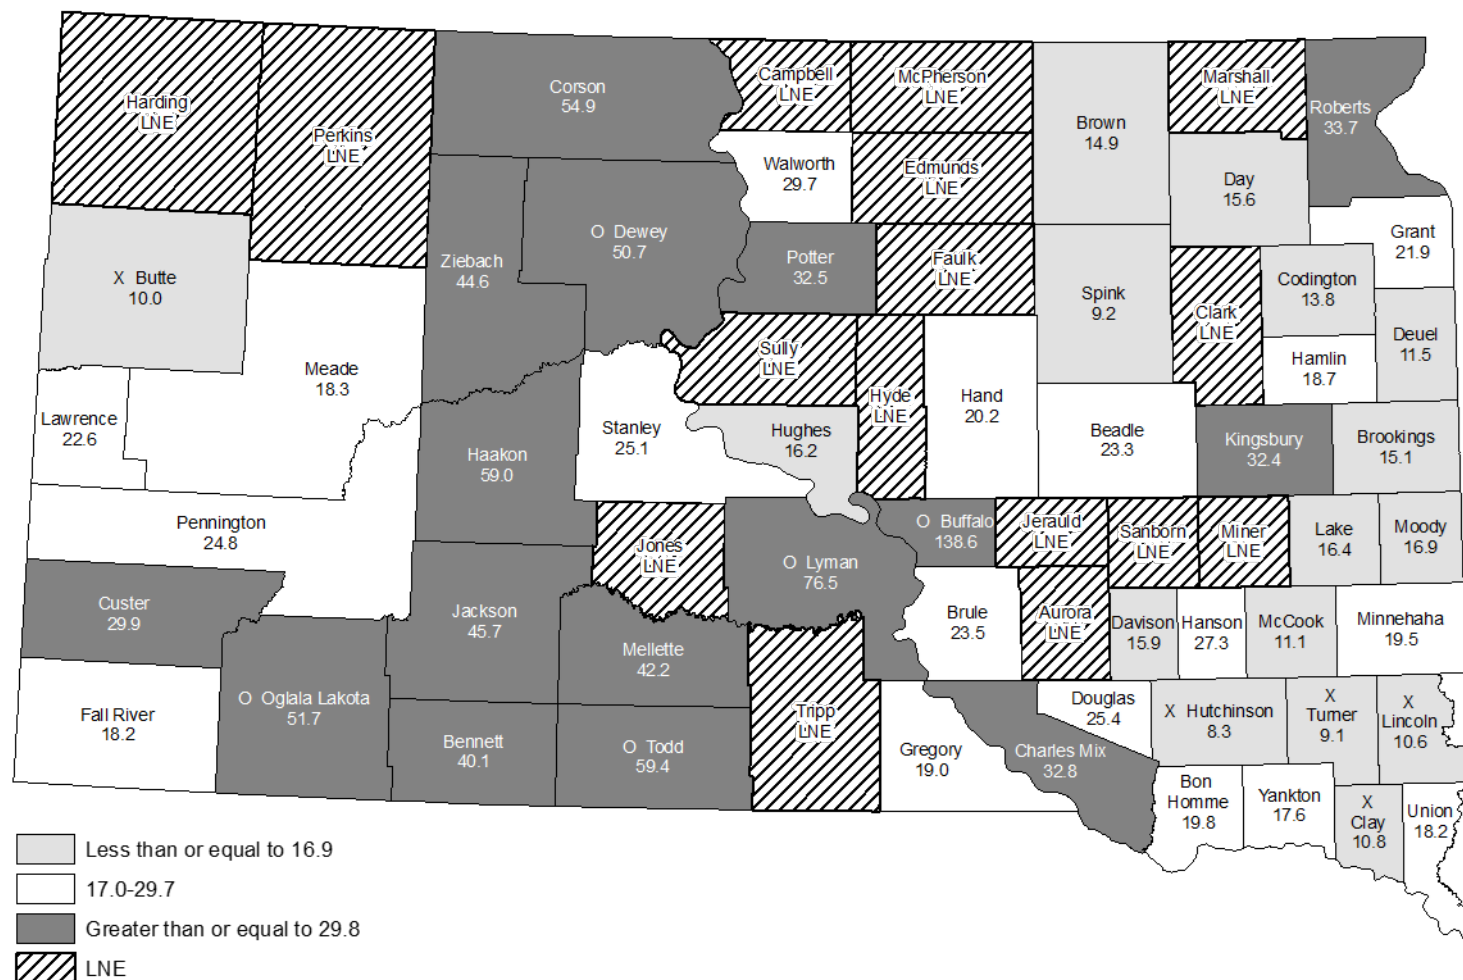 Harding
LNE
Perkins
LNE
Corson
54.9
Campbell
LNE
McPherson
LNE
Brown
14.9
Marshall
LNE
Roberts
33.7
Walworth
29.7
Edmunds
LNE
Day
15.6
Grant
21.9
X Butte
10.0
Ziebach
44.6
O Dewey
50.7
Potter
32.5
Faulk
LNE
Spink
9.2
Clark
LNE
Codington
13.8
Deuel
11.5
Meade
18.3
Sully
LNE
Hamlin
18.7
Lawrence
22.6
Haakon
59.0
Stanley
25.1
Hughes
16.2
Hyde
LNE
Hand
20.2
Beadle
23.3
Kingsbury
32.4
Brookings
15.1
Pennington
24.8
Jones
LNE
O Lyman
76.5
O Buffalo
138.6
Jerauld
LNE
Sanborn
LNE
Miner
LNE
Lake
16.4
Moody
16.9
Custer
29.9
Jackson
45.7
Mellette
42.2
Brule
23.5
Aurora
LNE
Davison
15.9
Hanson
27.3
McCook
11.1
Minnehaha
19.5
Fall River
18.2
O Oglala Lakota
51.7
Bennett
40.1
O Todd
59.4
Tripp
LNE
Gregory
19.0
Charles Mix
32.8
Douglas
25.4
X Hutchinson
8.3
X
Turner
9.1
X
Lincoln
10.6
Bon
Homme
19.8
Yankton
17.6
X
Clay
10.8
Union
18.2
Less than or equal to 16.9
17.0-29.7
Greater than or equal to 29.8
LNE